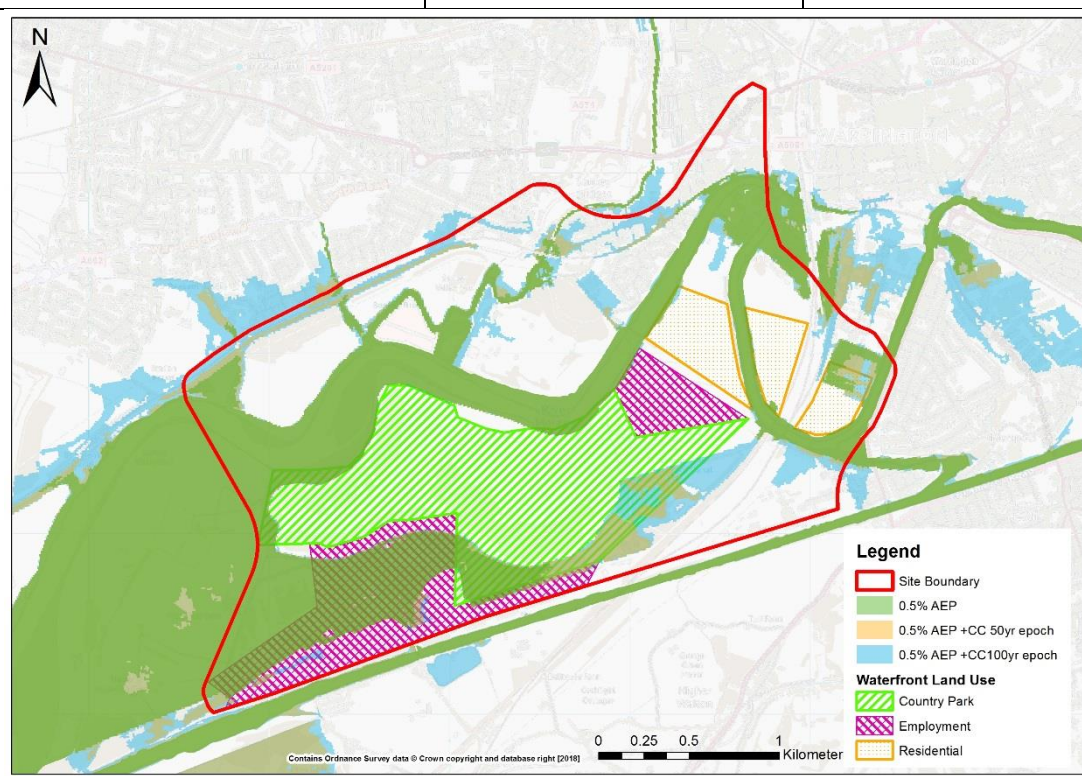 N
Legend
Site Boundary
0.5% AEP
0.5% AEP +CC 50yr epoch
0.5% AEP +CC100yr epoch
Waterfront Land Use
Country Park
Employment
Residential
0 0.25 0.5 1
Kilometer
Contains Ordnance Survey data © Crown copyright and database right [2018]